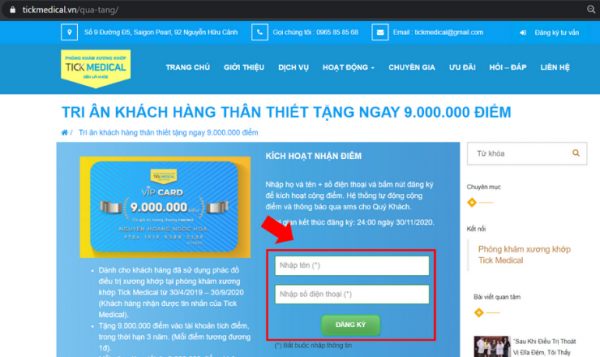 tickmedical.vn/qua-tang/
Số 9 Đường Đ5, Saigon Pearl, 92 Nguyễn Hữu Cảnh
Gọi chúng tôi : 0965 85 85 68
Email : tickmedical@gmail.com
Đăng ký tư vấn
PHÒNG KHÁM XƯƠNG KHỚP
TICK MEDICAL
TRANG CHỦ GIỚI THIỆU DỊCH VỤ HOẠT ĐỘNG CHUYÊN GIA ƯU ĐÃI HỎI – ĐÁP LIÊN HỆ
TRI ÂN KHÁCH HÀNG THÂN THIẾT TẶNG NGAY 9.000.000 ĐIỂM
/ Tri ân khách hàng thân thiết tặng ngay 9.000.000 điểm
TICK MEDICAL
VIP CARD
9.000.000
NGUYEN HOANG NGOC HOA
Dành cho khách hàng đã sử dụng phác đồ
điều trị xương khớp tại phòng khám xương
khớp Tick Medical từ 30/4/2019 – 30/9/2020
(Khách hàng nhận được tin nhắn của Tick
Medical).
Tặng 9.000.000 điểm vào tài khoản tích điểm,
trong thời hạn 3 năm. (Mỗi điểm tương đương
1đ).
KÍCH HOẠT NHẬN ĐIỂM
Nhập họ và tên + số điện thoại và bấm nút đăng ký
để kích hoạt cộng điểm. Hệ thống tự động cộng
điểm và thông báo qua sms cho Quý Khách.
gian kết thúc đăng ký: 24:00 ngày 30/11/2020.
Nhập tên (*)
Nhập số điện thoại (*)
ĐĂNG KÝ
(*) Bắt buộc nhập thông tin
Từ khóa
Chuyên mục
Kết nối
Phòng khám xương khớp
Tick Medical
Bài viết quan tâm
"Sau Khi Điều Trị Thoát
Vị Đĩa Đệm, Tôi Thấy